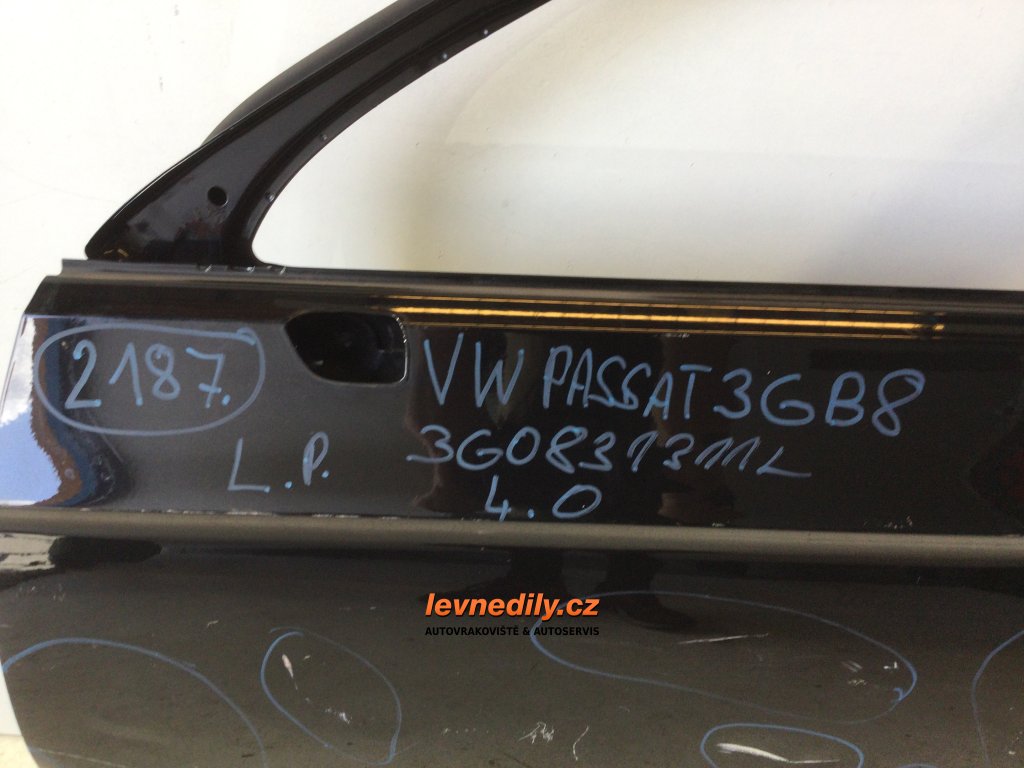 2187.
VW PASSAT 3G B8
L.P. 3G0831311L
4.0
levnedily.cz
AUTOVRAKOVIŠTĚ & AUTOSERVIS